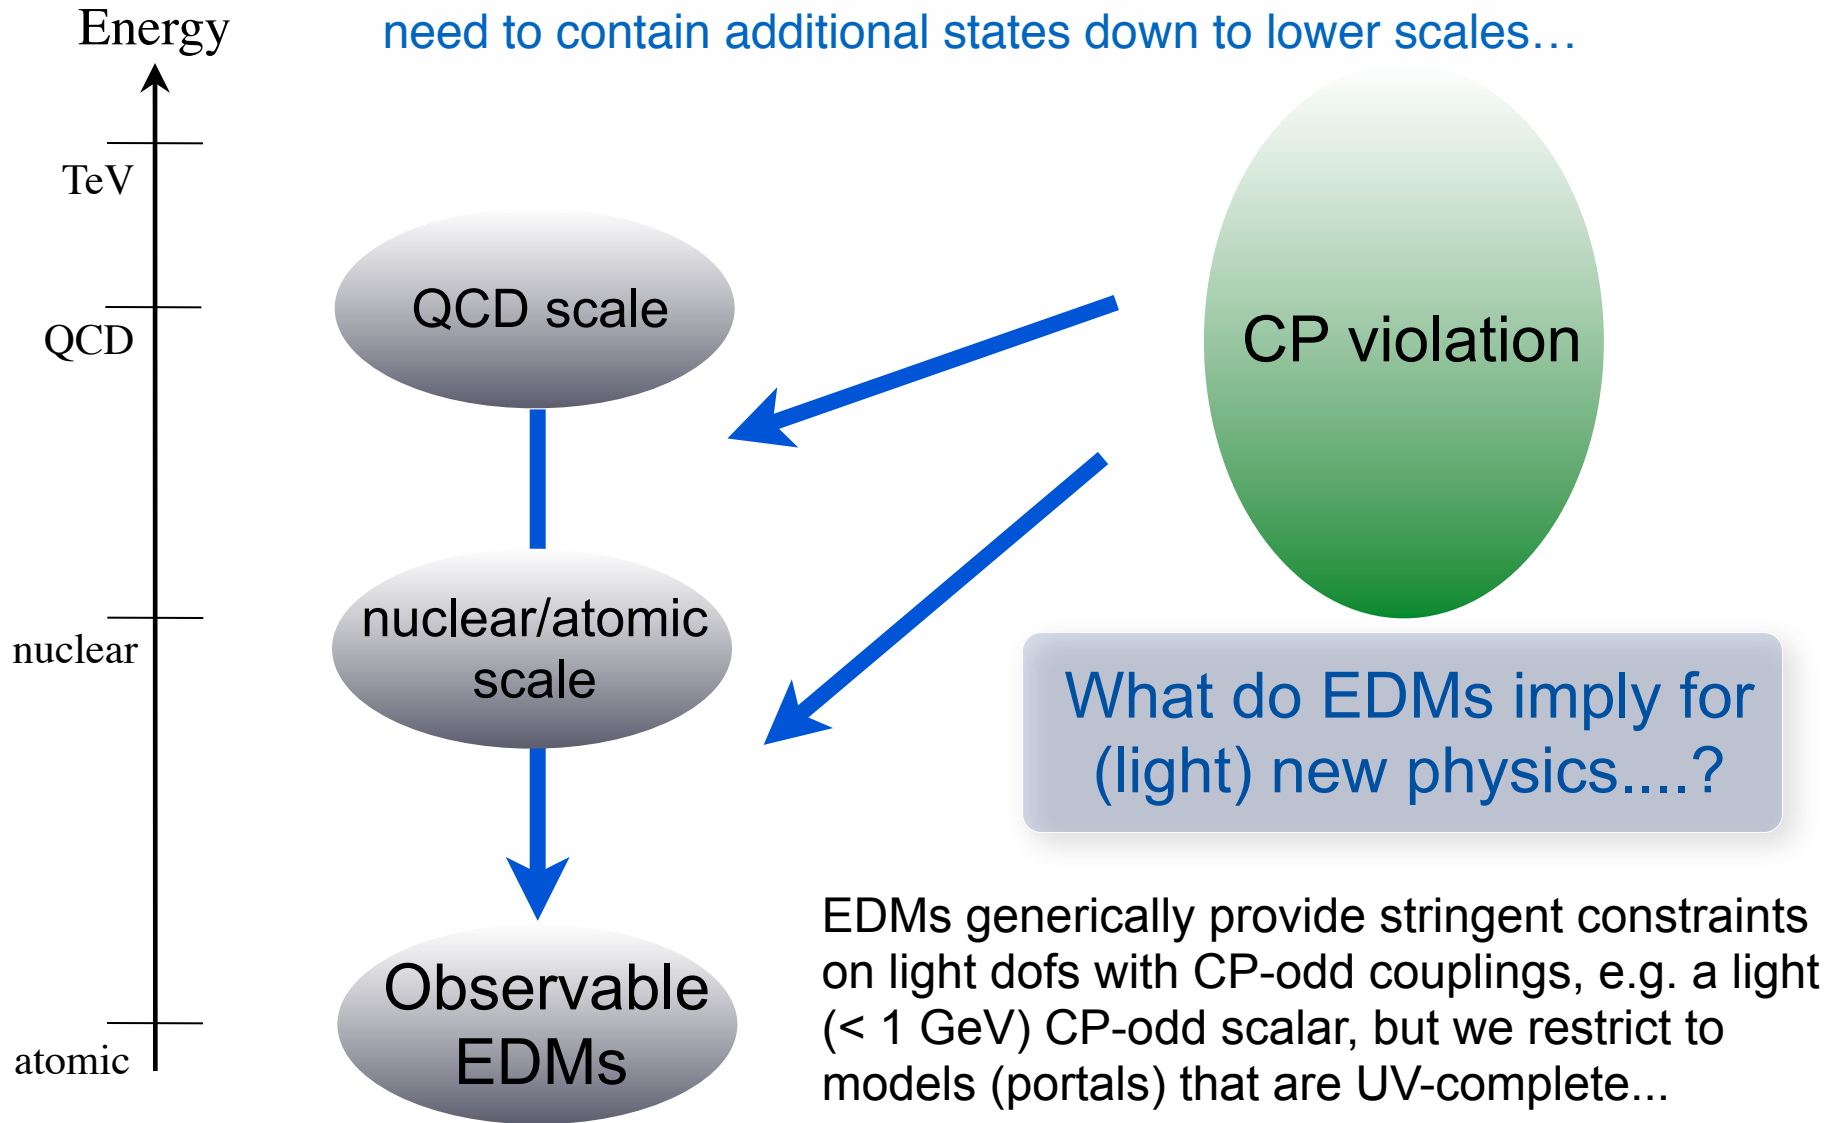 Energy
need to contain additional states down to lower scales…
TeV
QCD
nuclear
atomic
QCD scale
nuclear/atomic
scale
Observable
EDMs
CP violation
What do EDMs imply for
(light) new physics....?
EDMs generically provide stringent constraints
on light dofs with CP-odd couplings, e.g. a light
(< 1 GeV) CP-odd scalar, but we restrict to
models (portals) that are UV-complete...